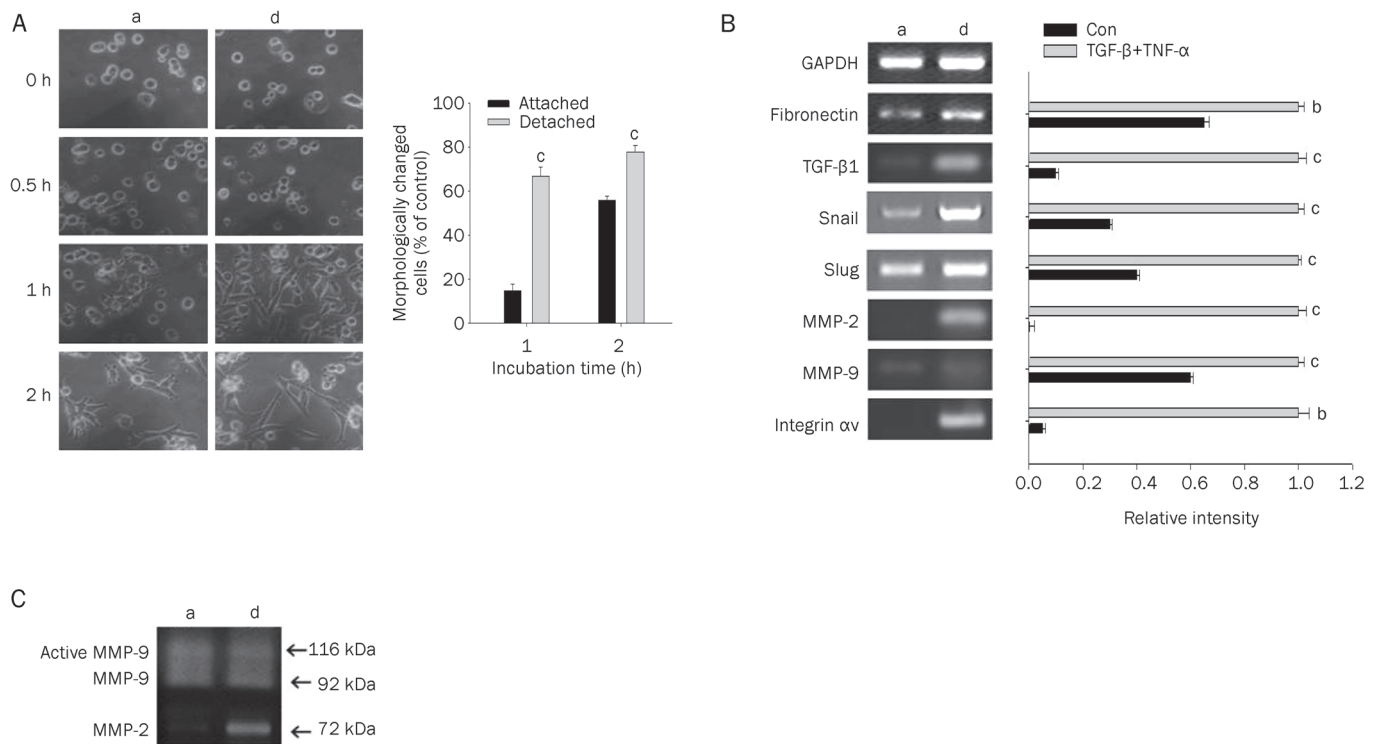 A
a d
0 h
0.5 h
1 h
2 h
Morphologically changed
cells (% of control)
100
80
60
40
20
0
Attached
Detached
c
c
1 2
Incubation time (h)
B
a d
GAPDH
Fibronectin
TGF-β1
Snail
Slug
MMP-2
MMP-9
Integrin αv
Con
TGF-β+TNF-α
b
c
c
c
c
c
b
0.0 0.2 0.4 0.6 0.8 1.0 1.2
Relative intensity
C
a d
Active MMP-9 ←116 kDa
MMP-9 ← 92 kDa
MMP-2 ← 72 kDa